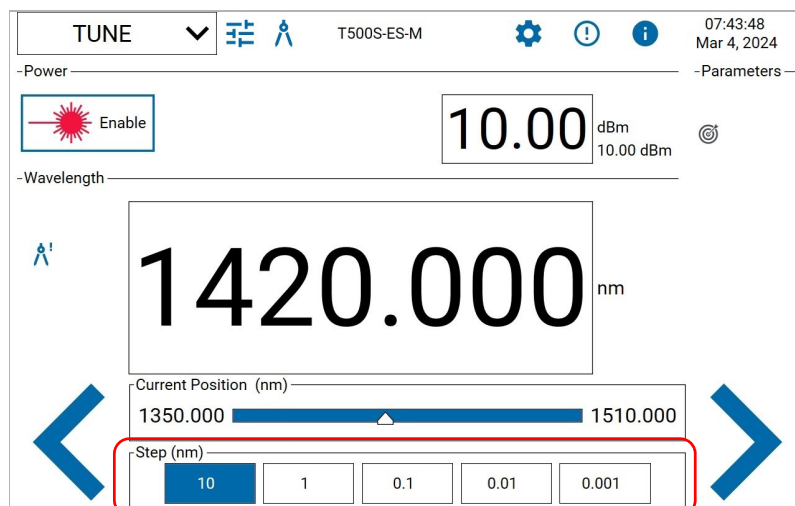 TUNE
T500S-ES-M
07:43:48
Mar 4, 2024
Power
Parameters
Enable
10.00
dBm
10.00 dBm
Wavelength
1420.000
nm
Current Position (nm)
1350.000
1510.000
Step (nm)
10 1 0.1 0.01 0.001